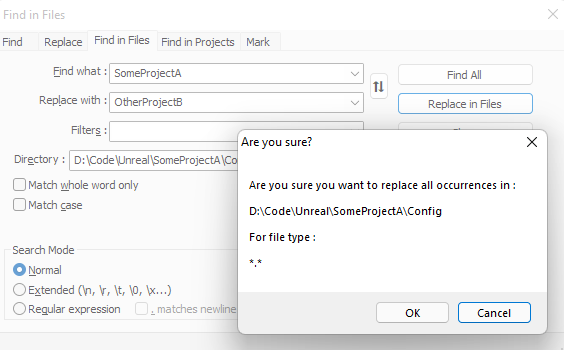 Find in Files
Find Replace Find in Files Find in Projects Mark
Find what : SomeProjectA Find All
Replace with : OtherProjectB Replace in Files
Filters :
Directory : D:\Code\Unreal\SomeProjectA\Co
Match whole word only
Match case
Search Mode
Normal
Extended (\n, \r, \t, \0, \x...)
Regular expression . matches newline
Are you sure?
Are you sure you want to replace all occurrences in :
D:\Code\Unreal\SomeProjectA\Config
For file type :
*.*
OK Cancel